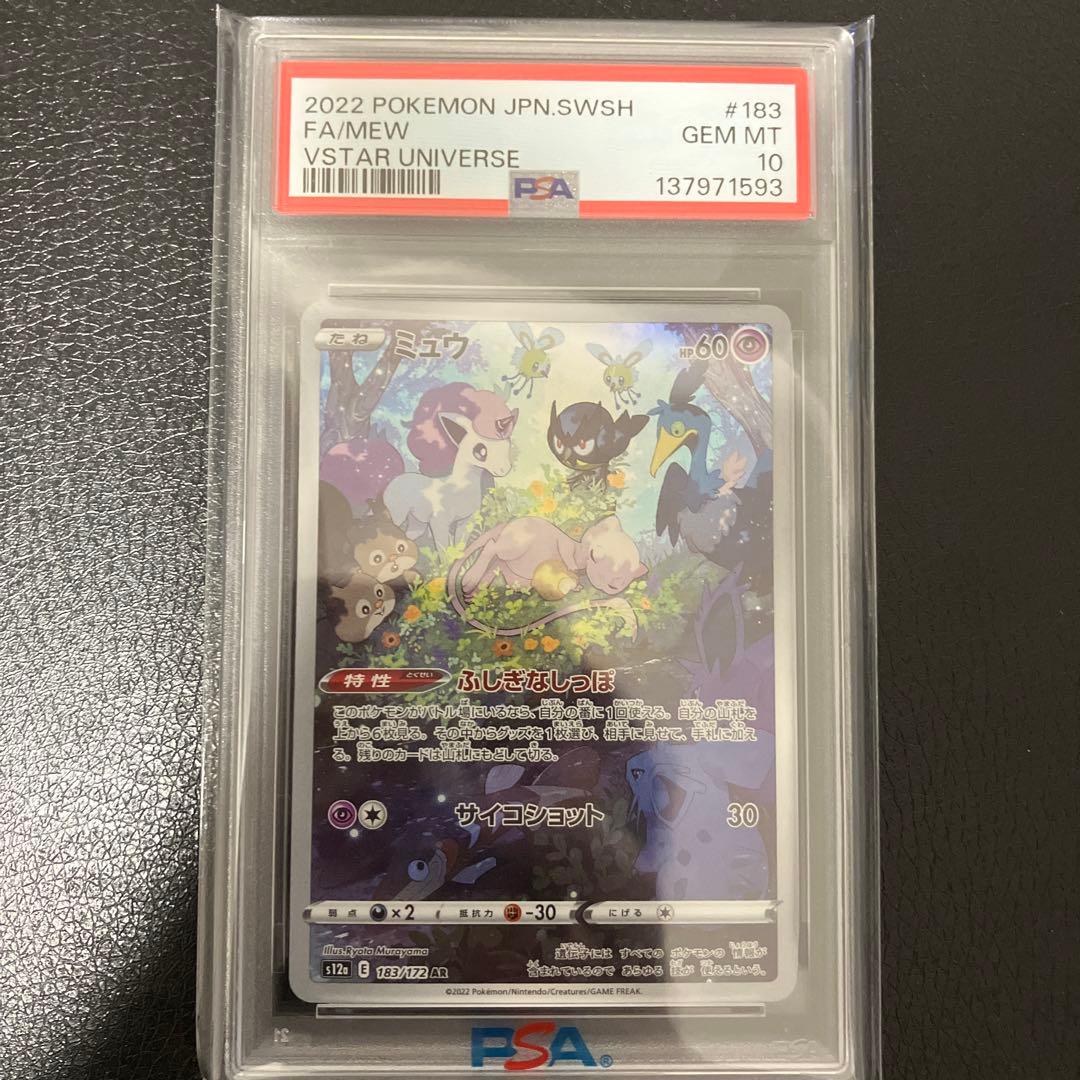 2022 POKEMON JPN.SWSH #183
FA/MEW GEM MT
VSTAR UNIVERSE 10
PSA 137971593
たね ミュウ HP60
特性 とくせい ふしぎなしっぽ
このポケモンがバトル場にいるなら、自分の番に1回使える。自分の山札を
上から6枚見る。その中からグッズを1枚選び、相手に見せて、手札に加え
る。残りのカードは山札にもどして切る。
サイコショット 30
弱点 ×2 抵抗力 -30 にげる
Illus.Ryota Murayama
遺伝子には すべての ポケモンの 情報が
含まれているので あらゆる 技が 使えるという。
s12a E 183/172 AR
©2022 Pokémon/Nintendo/Creatures/GAME FREAK.
PSA®